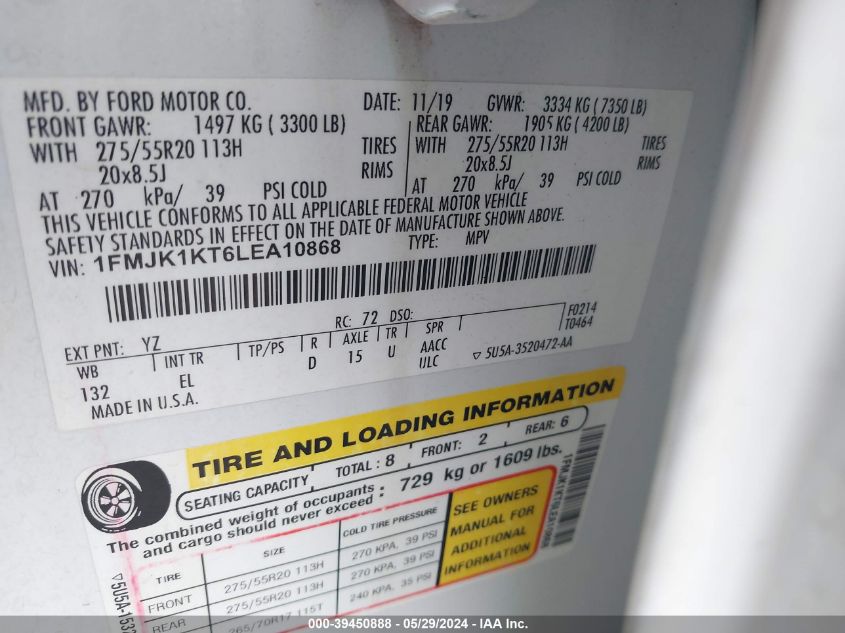 MFD. BY FORD MOTOR CO. DATE: 11/19 GVWR: 3334 KG ( 7350 LB)
FRONT GAWR: 1497 KG ( 3300 LB) REAR GAWR: 1905 KG ( 4200 LB)
WITH 275/55R20 113H TIRES WITH 275/55R20 113H TIRES
20x8.5J RIMS 20x8.5J RIMS
AT 270 kPa/ 39 PSI COLD AT 270 kPa/ 39 PSI COLD
THIS VEHICLE CONFORMS TO ALL APPLICABLE FEDERAL MOTOR VEHICLE
SAFETY STANDARDS IN EFFECT ON THE DATE OF MANUFACTURE SHOWN ABOVE.
VIN: 1FMJK1KT6LEA10868 TYPE: MPV
EXT PNT: YZ RC: 72 DSO: F0214
T0464
WB INT TR TP/PS R AXLE TR SPR
132 EL D 15 U AACC
ULC ▽ 5U5A-3520472-AA
MADE IN U.S.A.
TIRE AND LOADING INFORMATION
SEATING CAPACITY TOTAL : 8 FRONT: 2 REAR: 6
The combined weight of occupants : 729 kg or 1609 lbs.
and cargo should never exceed :
TIRE SIZE COLD TIRE PRESSURE
FRONT 275/55R20 113H 270 KPA, 39 PSI
REAR 275/55R20 113H 270 KPA, 39 PSI
265/70R17 115T 240 KPA, 35 PSI
SEE OWNERS
MANUAL FOR
ADDITIONAL
INFORMATION
1FMJK1KT6LEA10868
000-39450888 - 05/29/2024 - IAA Inc.